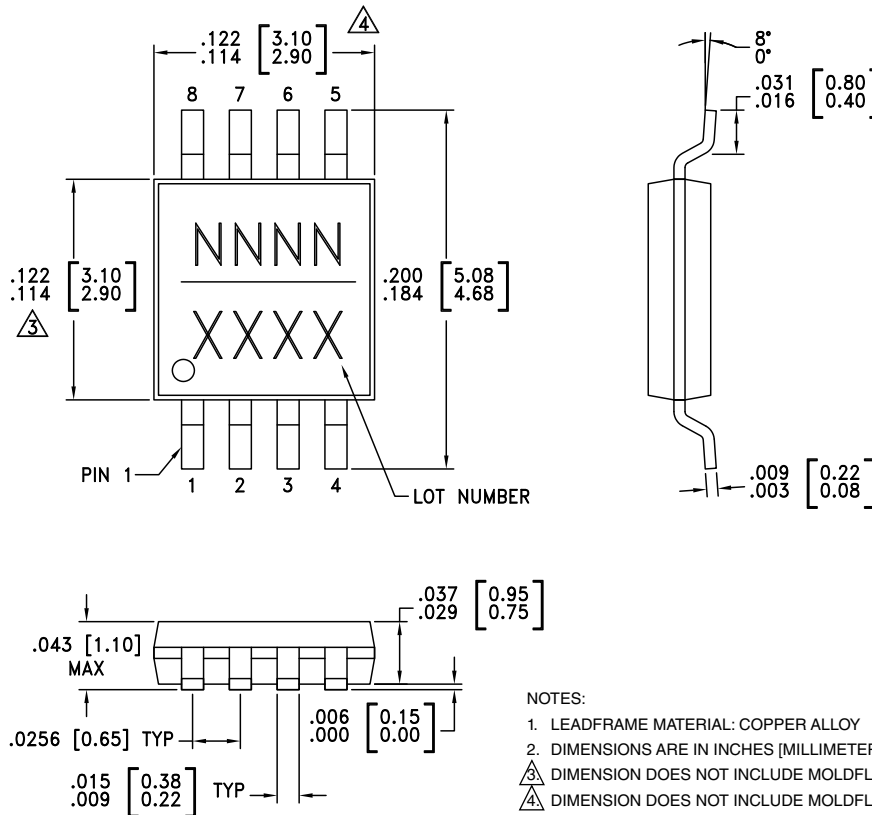 4
.122 [3.10]
.114 [2.90]
8 7 6 5
8°
0°
.031 [0.80]
.016 [0.40]
NNNN
XXXX
.122 [3.10]
.114 [2.90]
3
.200 [5.08]
.184 [4.68]
PIN 1
1 2 3 4
LOT NUMBER
.009 [0.22]
.003 [0.08]
.043 [1.10]
MAX
.037 [0.95]
.029 [0.75]
.0256 [0.65] TYP
.006 [0.15]
.000 [0.00]
.015 [0.38]
.009 [0.22]
TYP
NOTES:
1. LEADFRAME MATERIAL: COPPER ALLOY
2. DIMENSIONS ARE IN INCHES [MILLIMETER
3. DIMENSION DOES NOT INCLUDE MOLDFL
4. DIMENSION DOES NOT INCLUDE MOLDFL